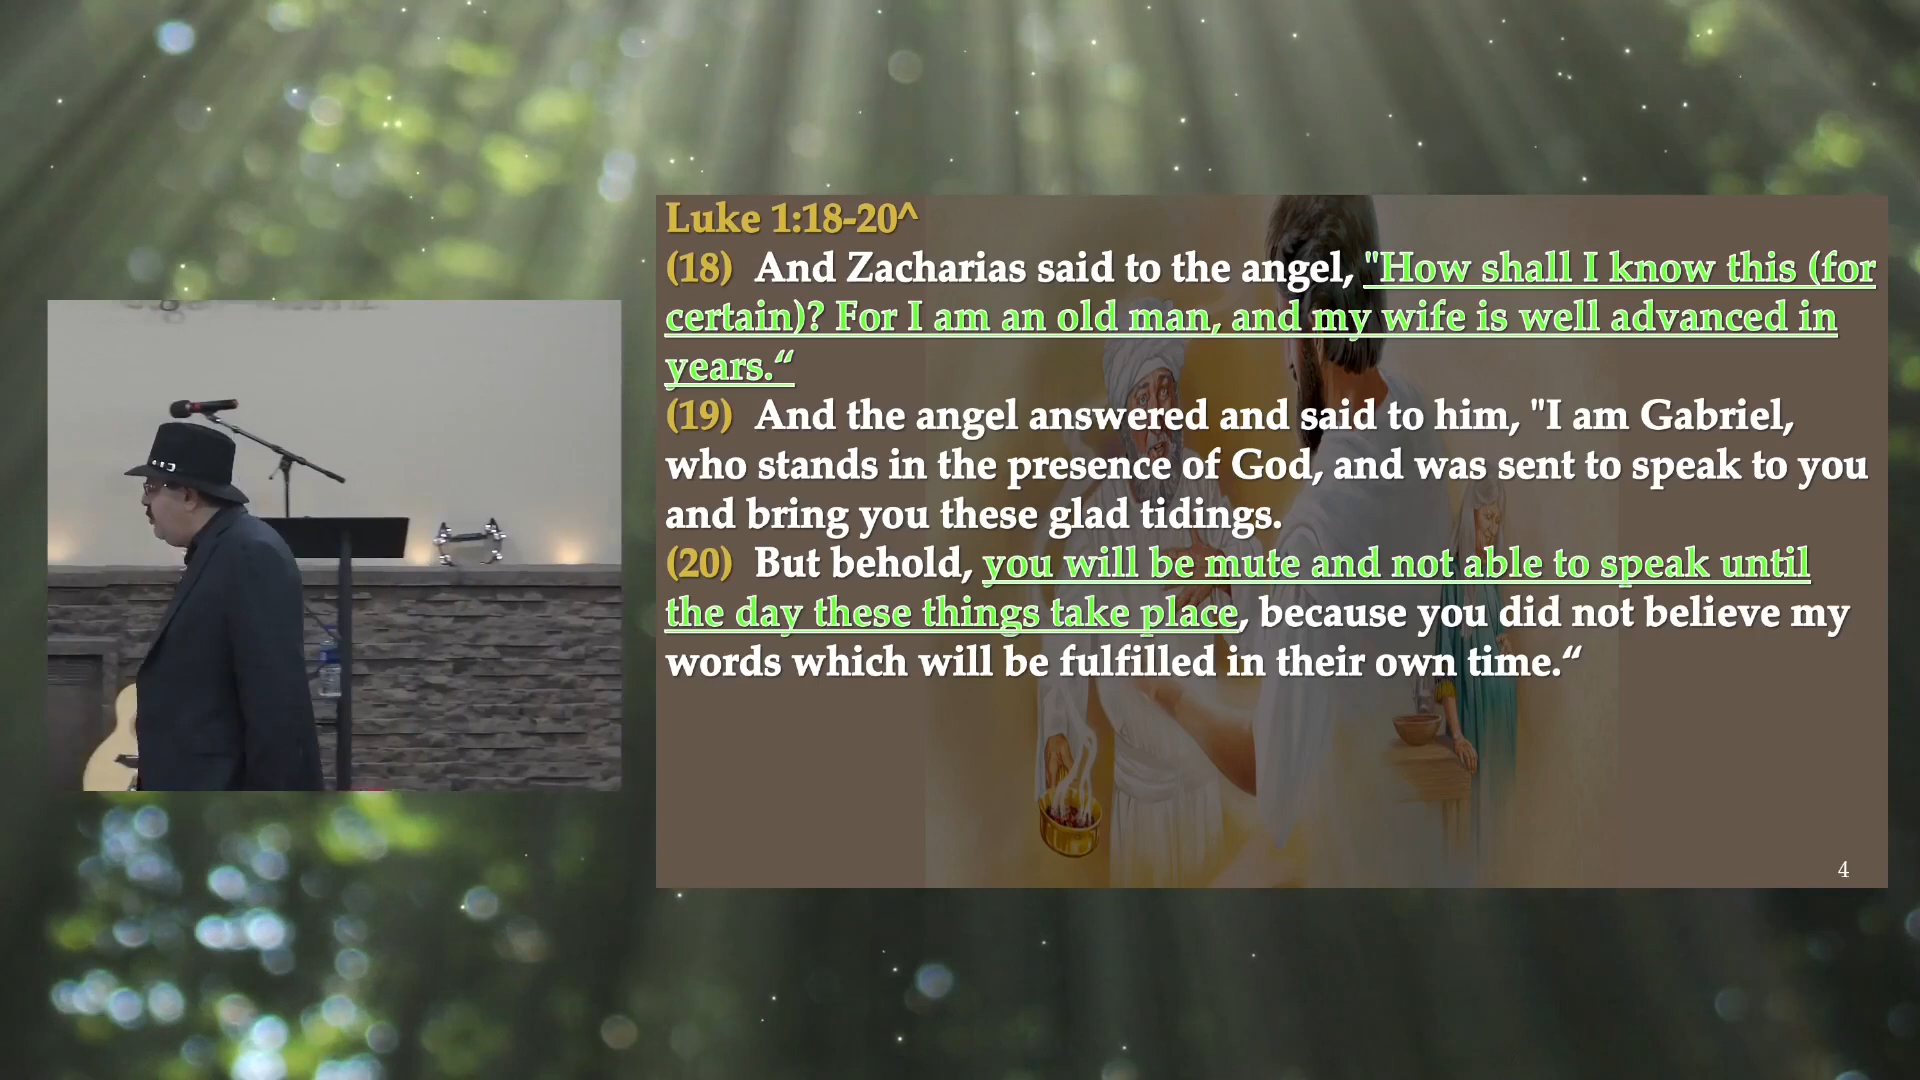 Luke 1:18-20^
(18) And Zacharias said to the angel, "How shall I know this (for
certain)? For I am an old man, and my wife is well advanced in
years.“
(19) And the angel answered and said to him, "I am Gabriel,
who stands in the presence of God, and was sent to speak to you
and bring you these glad tidings.
(20) But behold, you will be mute and not able to speak until
the day these things take place, because you did not believe my
words which will be fulfilled in their own time.“
4